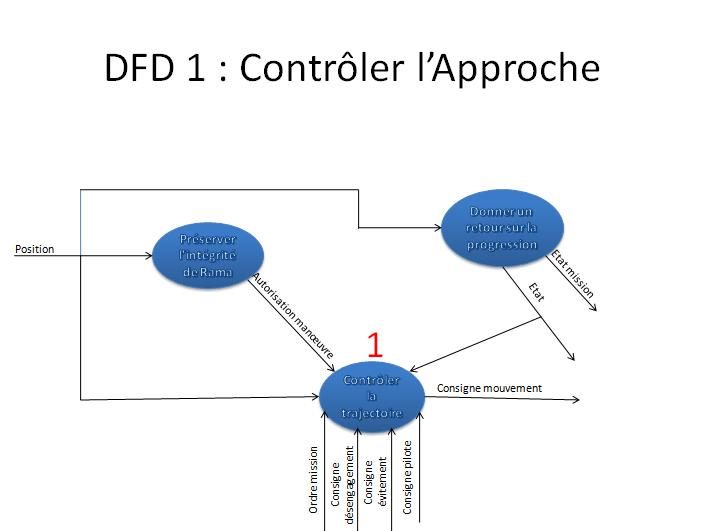 DFD 1 : Contrôler l’Approche
Donner un
retour sur la
progression
Préserver
l’intégrité
de Rama
Position
Etat mission
Etat
Autorisation manœuvre
1
Contrôler
la
trajectoire
Consigne mouvement
Ordre mission
Consigne
désengagement
Consigne
évitement
Consigne pilote